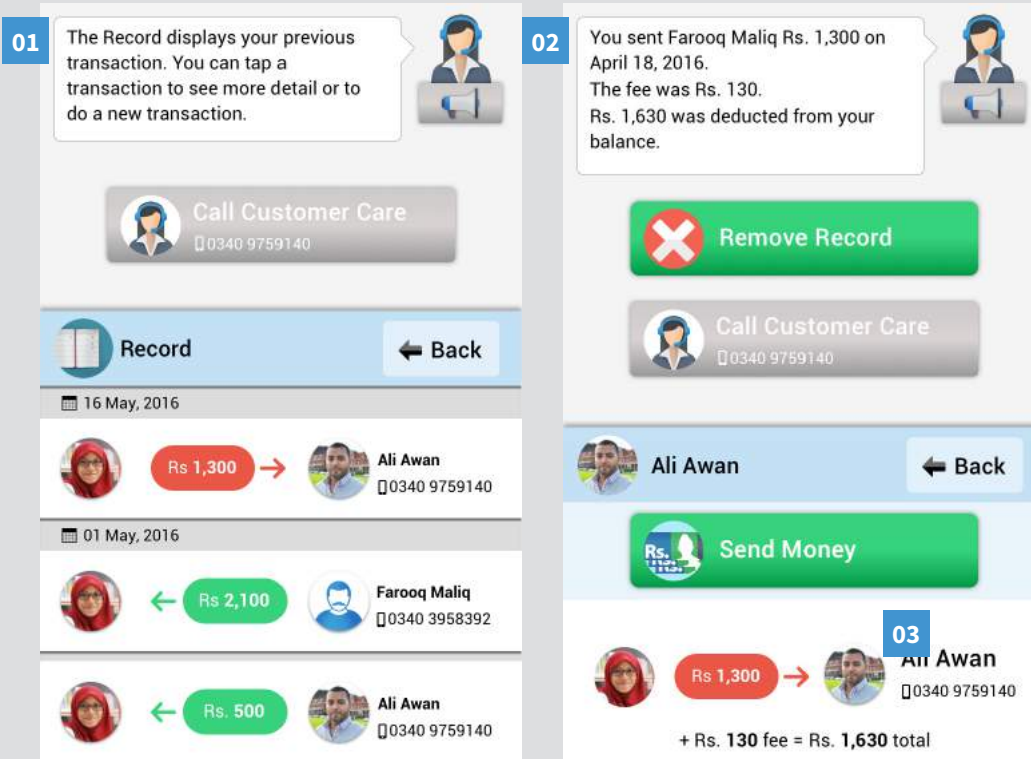 01
The Record displays your previous
transaction. You can tap a
transaction to see more detail or to
do a new transaction.
Call Customer Care
0340 9759140
Record
Back
16 May, 2016
Rs 1,300
Ali Awan
0340 9759140
01 May, 2016
Rs 2,100
Farooq Maliq
0340 3958392
Rs. 500
Ali Awan
0340 9759140
02
You sent Farooq Maliq Rs. 1,300 on
April 18, 2016.
The fee was Rs. 130.
Rs. 1,630 was deducted from your
balance.
Remove Record
Call Customer Care
0340 9759140
Ali Awan
Back
Rs.
Rs.
Send Money
03
Rs 1,300
Ali Awan
0340 9759140
+ Rs. 130 fee = Rs. 1,630 total